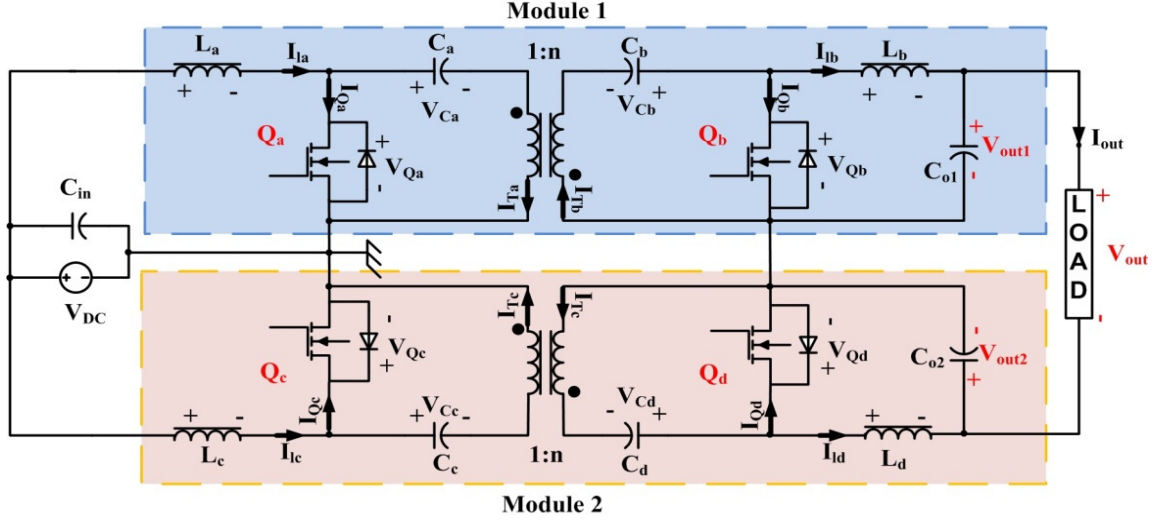 Module 1
La Ila Ca 1:n Cb Ilb Lb
+ - + - - + + -
VCa VCb
IQa IQb
Qa + VQa - Qb + VQb -
ITa ITb
Co1 + Vout1 -
Iout
Cin
+ -
VDC
LOAD
+ Vout -
ITc ITc
Qc - VQc + Qd - VQd +
Co2 - Vout2 +
IQc IQd
+ - + VCc - - VCd + + -
Lc Ilc Cc 1:n Cd Ild Ld
Module 2